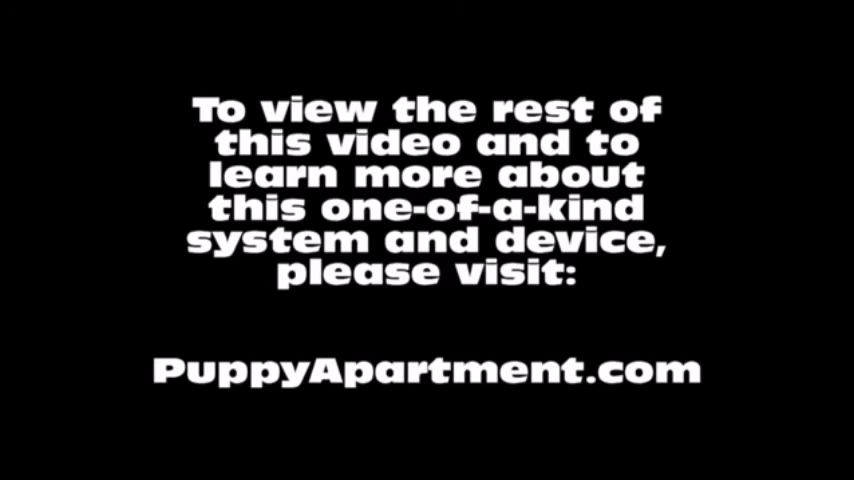 To view the rest of
this video and to
learn more about
this one-of-a-kind
system and device,
please visit:
PuppyApartment.com